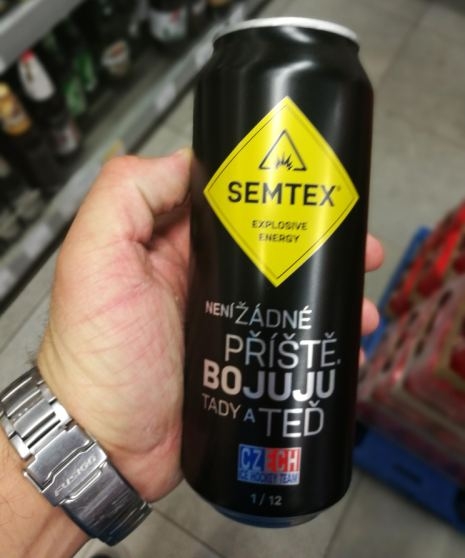 SEMTEX®
EXPLOSIVE
ENERGY
NENÍ ŽÁDNÉ
PŘÍŠTĚ.
BOJUJU
TADY A TEĎ
CZECH
ICE HOCKEY TEAM
1/12